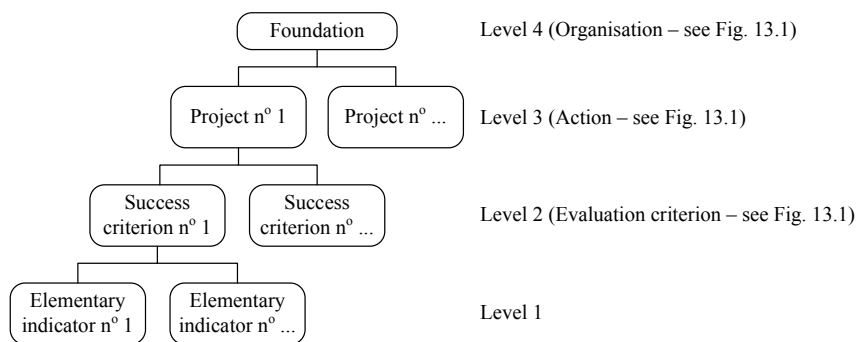 Foundation
Level 4 (Organisation – see Fig. 13.1)
Project nº 1
Project nº ...
Level 3 (Action – see Fig. 13.1)
Success
criterion nº 1
Success
criterion nº ...
Level 2 (Evaluation criterion – see Fig. 13.1)
Elementary
indicator nº 1
Elementary
indicator nº ...
Level 1